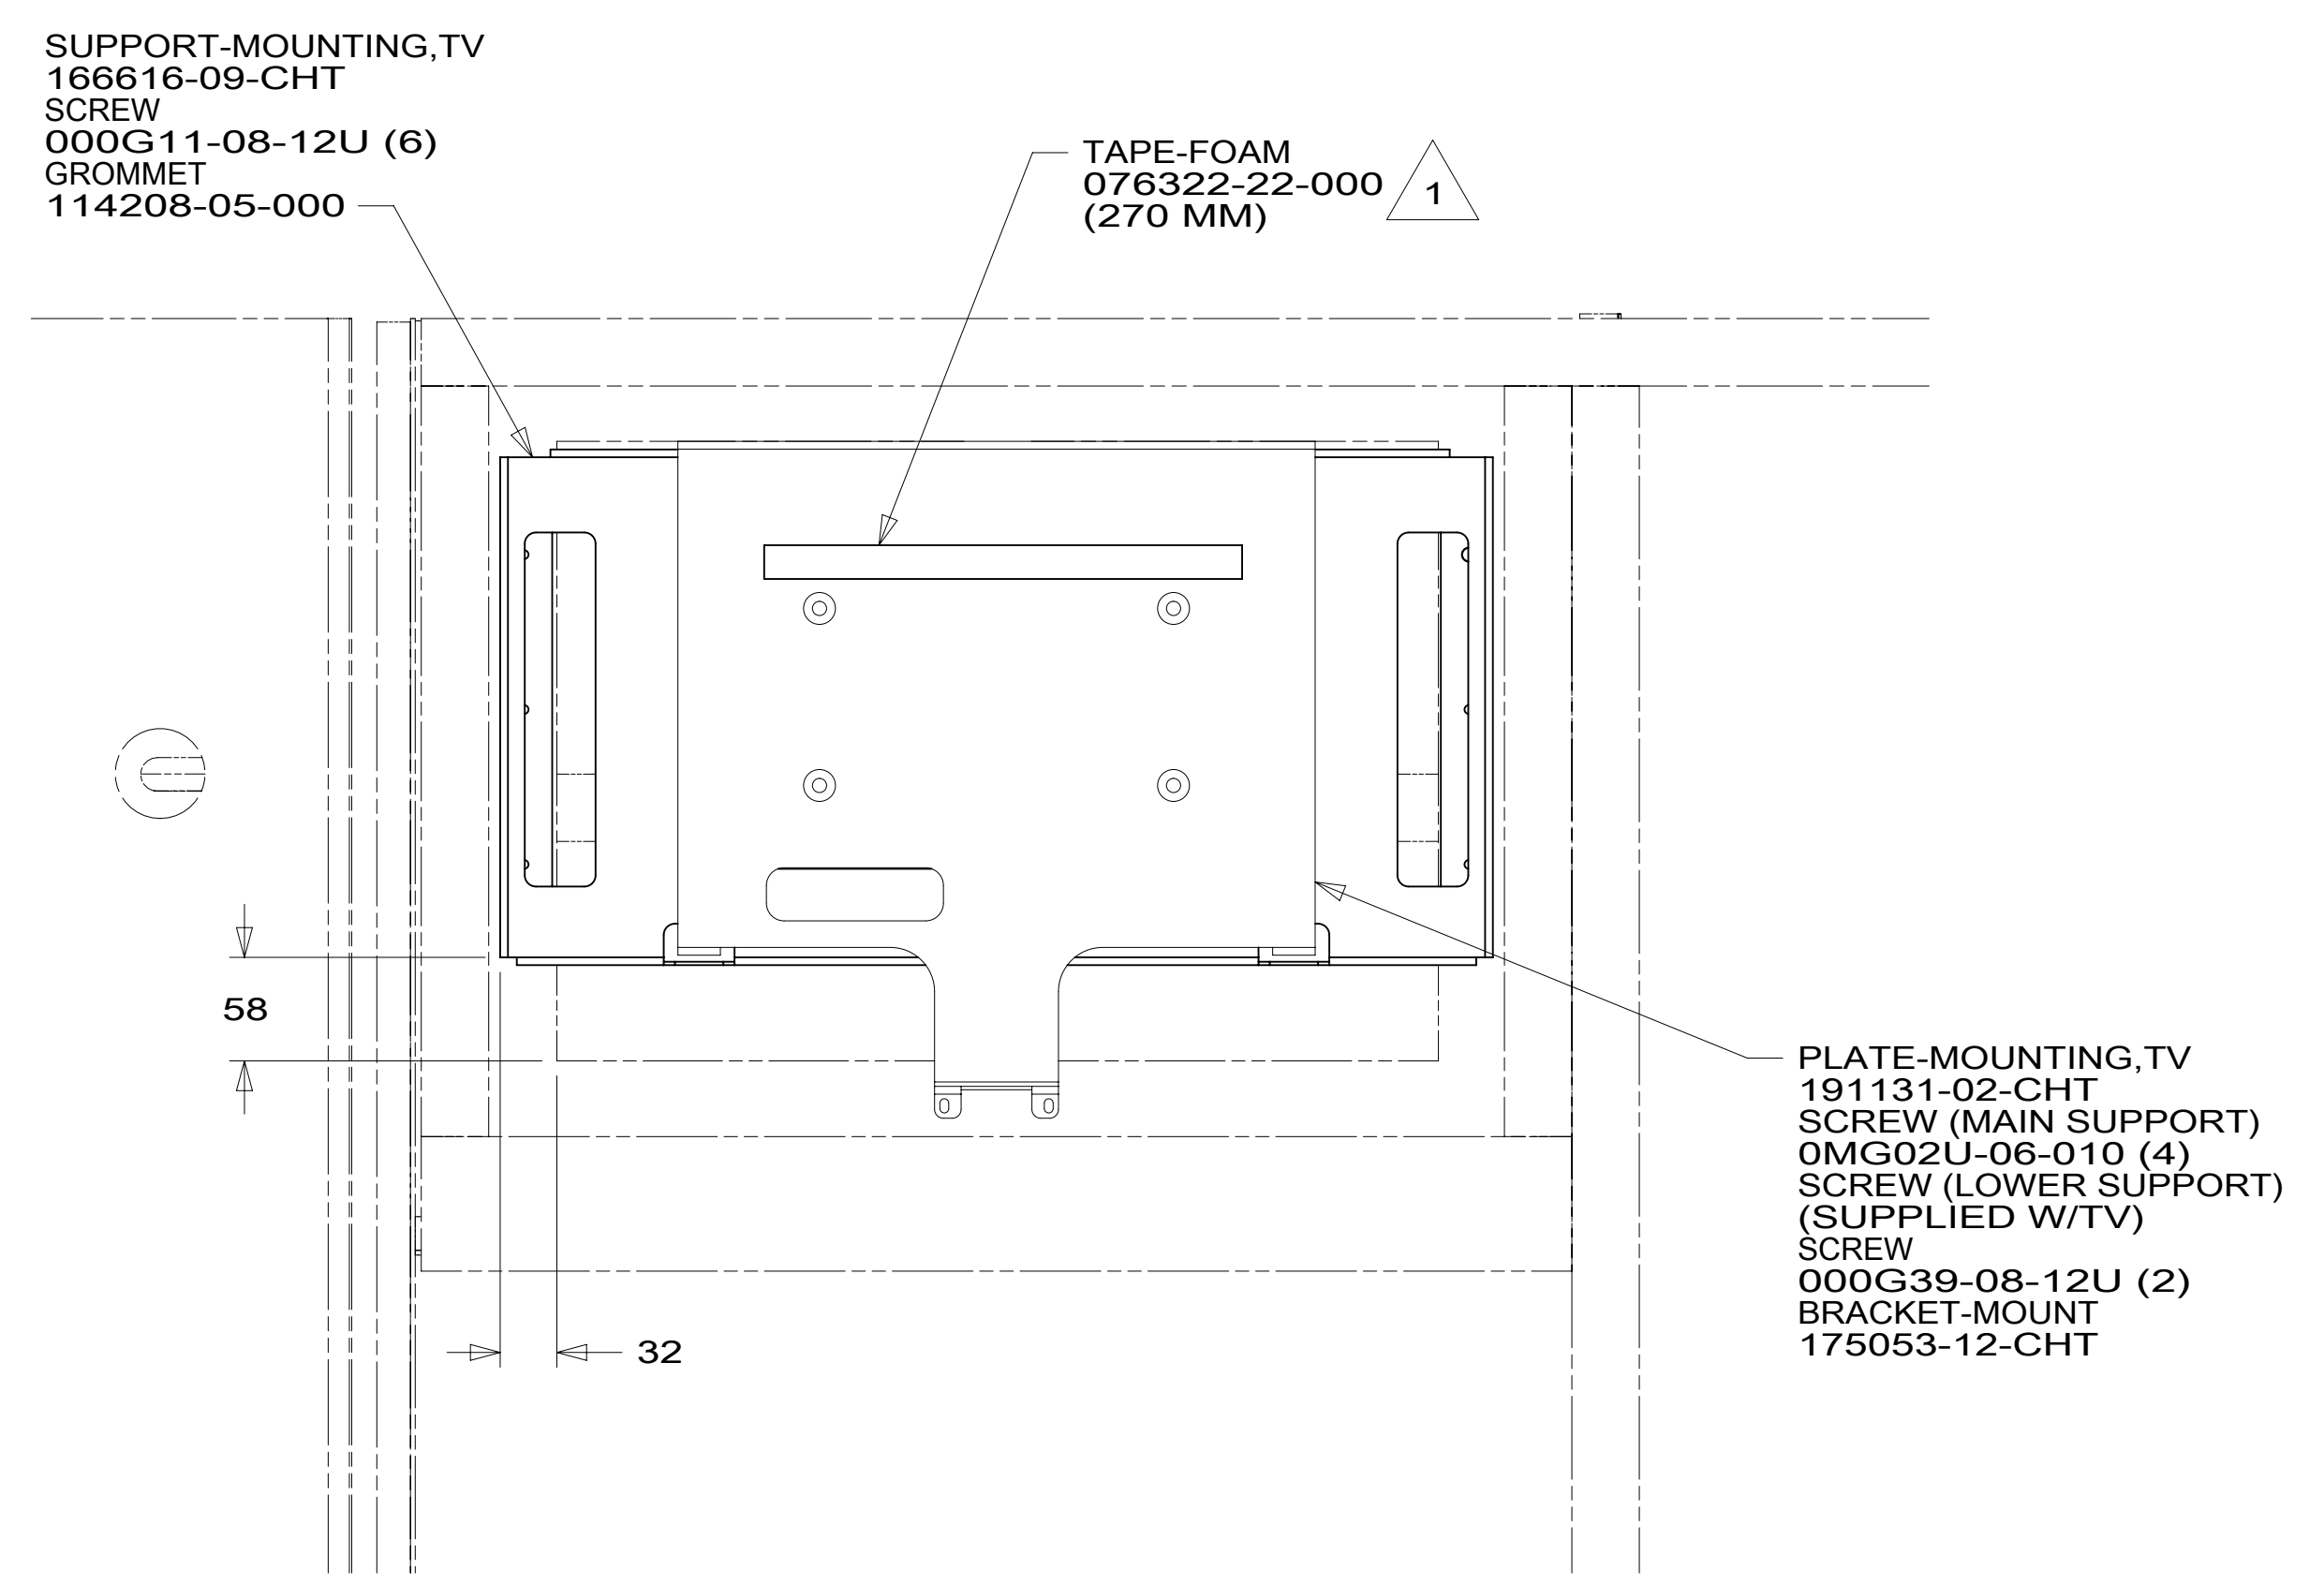 SUPPORT-MOUNTING,TV
166616-09-CHT
SCREW
000G11-08-12U (6)
GROMMET
114208-05-000
TAPE-FOAM
076322-22-000
(270 MM)
1
58
32
PLATE-MOUNTING,TV
191131-02-CHT
SCREW (MAIN SUPPORT)
0MG02U-06-010 (4)
SCREW (LOWER SUPPORT)
(SUPPLIED W/TV)
SCREW
000G39-08-12U (2)
BRACKET-MOUNT
175053-12-CHT